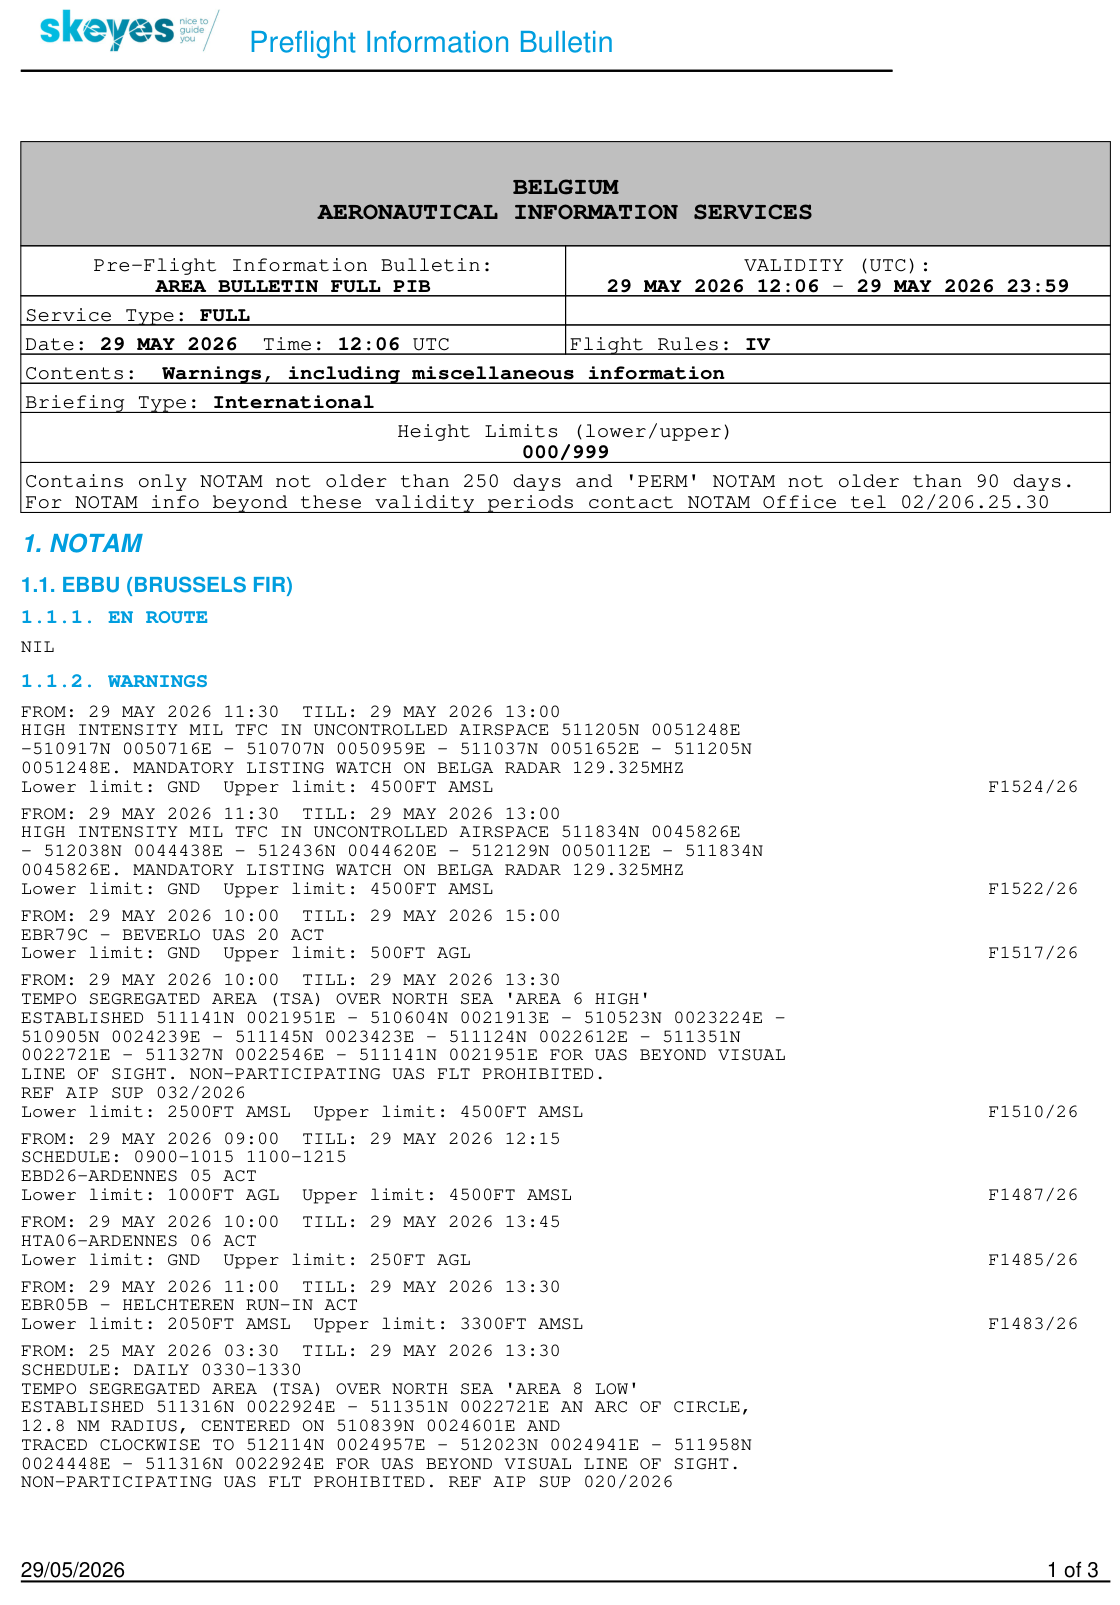 skeyes nice to guide you
Preflight Information Bulletin
BELGIUM
AERONAUTICAL INFORMATION SERVICES
Pre-Flight Information Bulletin:
AREA BULLETIN FULL PIB
VALIDITY (UTC):
29 MAY 2026 12:06 - 29 MAY 2026 23:59
Service Type: FULL
Date: 29 MAY 2026  Time: 12:06 UTC
Flight Rules: IV
Contents:  Warnings, including miscellaneous information
Briefing Type: International
Height Limits (lower/upper)
000/999
Contains only NOTAM not older than 250 days and 'PERM' NOTAM not older than 90 days.
For NOTAM info beyond these validity periods contact NOTAM Office tel 02/206.25.30
1. NOTAM
1.1. EBBU (BRUSSELS FIR)
1.1.1. EN ROUTE
NIL
1.1.2. WARNINGS
FROM: 29 MAY 2026 11:30  TILL: 29 MAY 2026 13:00
HIGH INTENSITY MIL TFC IN UNCONTROLLED AIRSPACE 511205N 0051248E
-510917N 0050716E - 510707N 0050959E - 511037N 0051652E - 511205N
0051248E. MANDATORY LISTING WATCH ON BELGA RADAR 129.325MHZ
Lower limit: GND  Upper limit: 4500FT AMSL F1524/26
FROM: 29 MAY 2026 11:30  TILL: 29 MAY 2026 13:00
HIGH INTENSITY MIL TFC IN UNCONTROLLED AIRSPACE 511834N 0045826E
- 512038N 0044438E - 512436N 0044620E - 512129N 0050112E - 511834N
0045826E. MANDATORY LISTING WATCH ON BELGA RADAR 129.325MHZ
Lower limit: GND  Upper limit: 4500FT AMSL F1522/26
FROM: 29 MAY 2026 10:00  TILL: 29 MAY 2026 15:00
EBR79C - BEVERLO UAS 20 ACT
Lower limit: GND  Upper limit: 500FT AGL F1517/26
FROM: 29 MAY 2026 10:00  TILL: 29 MAY 2026 13:30
TEMPO SEGREGATED AREA (TSA) OVER NORTH SEA 'AREA 6 HIGH'
ESTABLISHED 511141N 0021951E - 510604N 0021913E - 510523N 0023224E -
510905N 0024239E - 511145N 0023423E - 511124N 0022612E - 511351N
0022721E - 511327N 0022546E - 511141N 0021951E FOR UAS BEYOND VISUAL
LINE OF SIGHT. NON-PARTICIPATING UAS FLT PROHIBITED.
REF AIP SUP 032/2026
Lower limit: 2500FT AMSL  Upper limit: 4500FT AMSL F1510/26
FROM: 29 MAY 2026 09:00  TILL: 29 MAY 2026 12:15
SCHEDULE: 0900-1015 1100-1215
EBD26-ARDENNES 05 ACT
Lower limit: 1000FT AGL  Upper limit: 4500FT AMSL F1487/26
FROM: 29 MAY 2026 10:00  TILL: 29 MAY 2026 13:45
HTA06-ARDENNES 06 ACT
Lower limit: GND  Upper limit: 250FT AGL F1485/26
FROM: 29 MAY 2026 11:00  TILL: 29 MAY 2026 13:30
EBR05B - HELCHTEREN RUN-IN ACT
Lower limit: 2050FT AMSL  Upper limit: 3300FT AMSL F1483/26
FROM: 25 MAY 2026 03:30  TILL: 29 MAY 2026 13:30
SCHEDULE: DAILY 0330-1330
TEMPO SEGREGATED AREA (TSA) OVER NORTH SEA 'AREA 8 LOW'
ESTABLISHED 511316N 0022924E - 511351N 0022721E AN ARC OF CIRCLE,
12.8 NM RADIUS, CENTERED ON 510839N 0024601E AND
TRACED CLOCKWISE TO 512114N 0024957E - 512023N 0024941E - 511958N
0024448E - 511316N 0022924E FOR UAS BEYOND VISUAL LINE OF SIGHT.
NON-PARTICIPATING UAS FLT PROHIBITED. REF AIP SUP 020/2026
29/05/2026
1 of 3